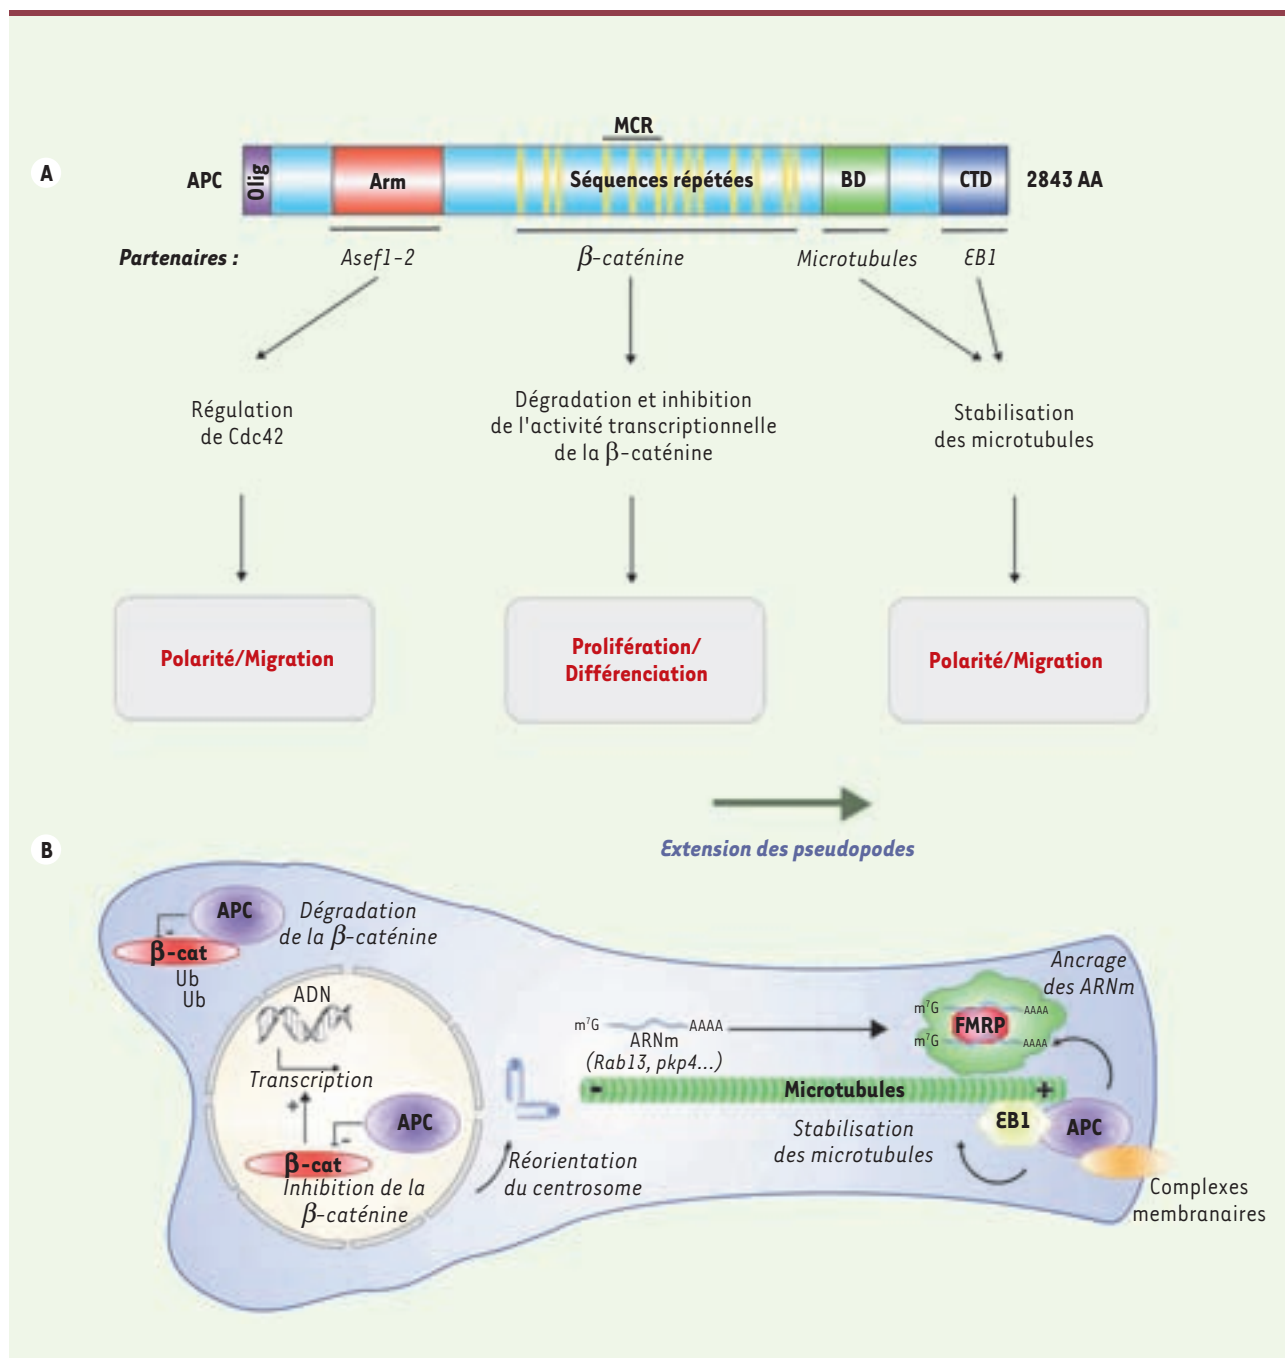 A
MCR
APC
Olig
Arm
Séquences répétées
BD
CTD
2843 AA
Partenaires :
Asef1-2
β-caténine
Microtubules
EB1
Régulation
de Cdc42
Dégradation et inhibition
de l'activité transcriptionnelle
de la β-caténine
Stabilisation
des microtubules
Polarité/Migration
Prolifération/
Différenciation
Polarité/Migration
B
Extension des pseudopodes
APC
-
β-cat
Ub
Ub
Dégradation
de la β-caténine
ADN
Transcription
+
APC
-
β-cat
Inhibition de la
β-caténine
Réorientation
du centrosome
m⁷G
AAAA
ARNm
(Rab13, pkp4...)
Ancrage
des ARNm
m⁷G
AAAA
FMRP
m⁷G
AAAA
-
Microtubules
+
EB1
APC
Stabilisation
des microtubules
Complexes
membranaires